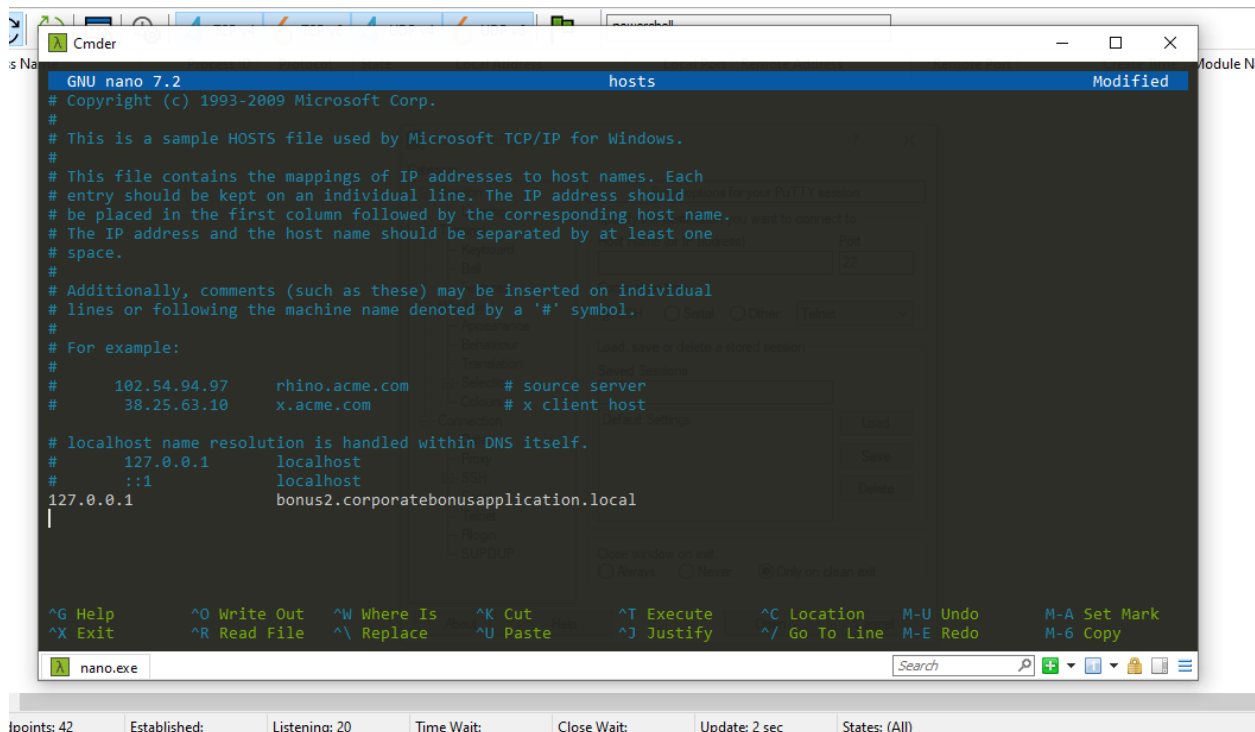 powershell
Cmder
s Na
Module N
GNU nano 7.2 hosts Modified
# Copyright (c) 1993-2009 Microsoft Corp.
#
# This is a sample HOSTS file used by Microsoft TCP/IP for Windows.
#
# This file contains the mappings of IP addresses to host names. Each
# entry should be kept on an individual line. The IP address should
# be placed in the first column followed by the corresponding host name.
# The IP address and the host name should be separated by at least one
# space.
#
# Additionally, comments (such as these) may be inserted on individual
# lines or following the machine name denoted by a '#' symbol.
#
# For example:
#
# 102.54.94.97 rhino.acme.com # source server
# 38.25.63.10 x.acme.com # x client host

# localhost name resolution is handled within DNS itself.
# 127.0.0.1 localhost
# ::1 localhost
127.0.0.1 bonus2.corporatebonusapplication.local
^G Help ^O Write Out ^W Where Is ^K Cut ^T Execute ^C Location M-U Undo M-A Set Mark
^X Exit ^R Read File ^\ Replace ^U Paste ^J Justify ^/ Go To Line M-E Redo M-6 Copy
nano.exe Search
dpoints: 42 Established: Listening: 20 Time Wait: Close Wait: Update: 2 sec States: (All)